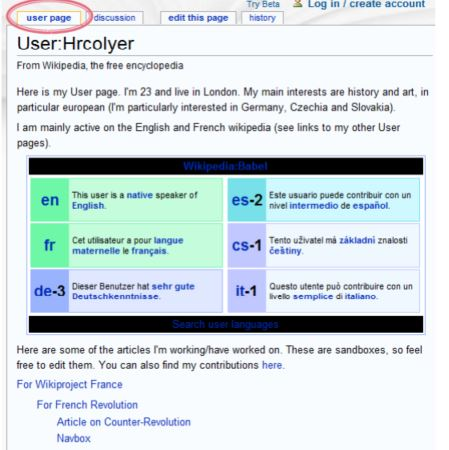 Try Beta Log in / create account
user page discussion edit this page history
User:Hrcolyer
From Wikipedia, the free encyclopedia
Here is my User page. I'm 23 and live in London. My main interests are history and art, in
particular european (I'm particularly interested in Germany, Czechia and Slovakia).
I am mainly active on the English and French wikipedia (see links to my other User
pages).
Wikipedia:Babel
en This user is a native speaker of
English.
es-2 Este usuario puede contribuir con un
nivel intermedio de español.
fr Cet utilisateur a pour langue
maternelle le français.
cs-1 Tento uživatel má základní znalosti
češtiny.
de-3 Dieser Benutzer hat sehr gute
Deutschkenntnisse.
it-1 Questo utente può contribuire con un
livello semplice di italiano.
Search user languages
Here are some of the articles I'm working/have worked on. These are sandboxes, so feel
free to edit them. You can also find my contributions here.
For Wikiproject France
For French Revolution
Article on Counter-Revolution
Navbox